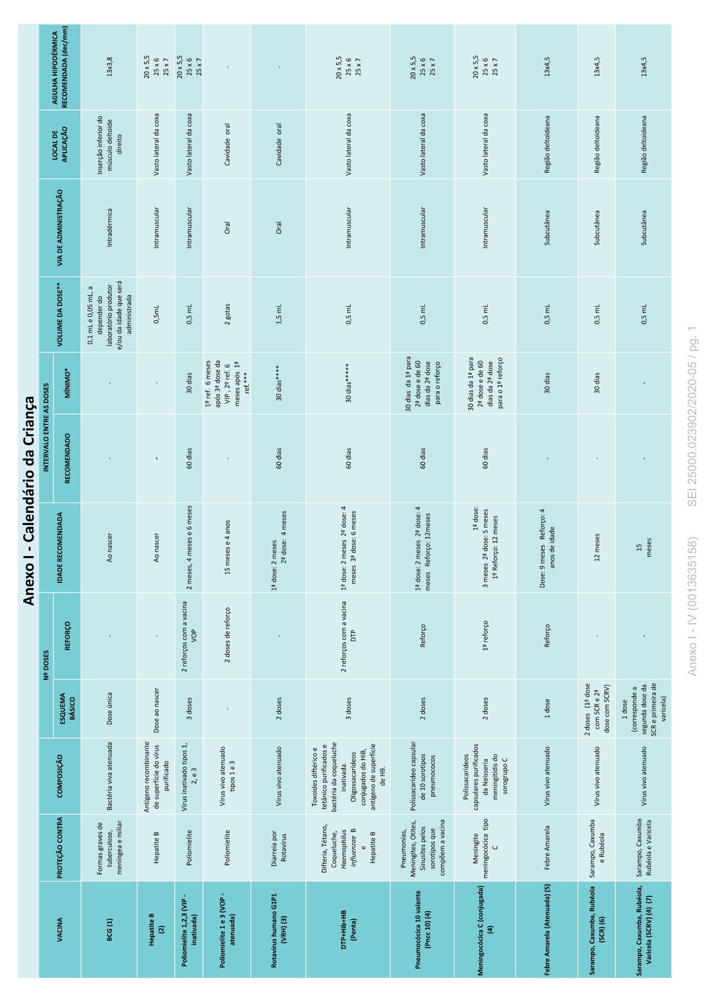 Anexo I - Calendário da Criança
VACINA
PROTEÇÃO CONTRA
COMPOSIÇÃO
Nº DOSES
ESQUEMA
BÁSICO
REFORÇO
IDADE RECOMENDADA
INTERVALO ENTRE AS DOSES
RECOMENDADO
MÍNIMO*
VOLUME DA DOSE**
VIA DE ADMINISTRAÇÃO
LOCAL DE
APLICAÇÃO
AGULHA HIPODÉRMICA
RECOMENDADA (dec/mm)
BCG (1)
Formas graves de
tuberculose,
meníngea e miliar
Bactéria viva atenuada
Dose única
-
Ao nascer
-
-
0,1 mL e 0,05 mL, a
depender do
laboratório produtor
e/ou da idade que será
administrada
Intradérmica
Inserção inferior do
músculo deltoide
direito
13x3,8
Hepatite B
(2)
Hepatite B
Antígeno recombinante
de superfície do vírus
purificado
Dose ao nascer
-
Ao nascer
-
-
0,5mL
Intramuscular
Vasto lateral da coxa
20 x 5,5
25 x 6
25 x 7
Poliomielite 1,2,3 (VIP -
inativada)
Poliomielite
Vírus inativado tipos 1,
2, e 3
3 doses
2 reforços com a vacina
VOP
2 meses, 4 meses e 6 meses
60 dias
30 dias
0,5 mL
Intramuscular
Vasto lateral da coxa
20 x 5,5
25 x 6
25 x 7
Poliomielite 1 e 3 (VOP -
atenuada)
Poliomielite
Vírus vivo atenuado
tipos 1 e 3
-
2 doses de reforço
15 meses e 4 anos
-
1º ref. 6 meses
após 3ª dose da
VIP , 2º ref. 6
meses após 1º
ref.***
2 gotas
Oral
Cavidade oral
-
Rotavírus humano G1P1
(VRH) (3)
Diarreia por
Rotavírus
Vírus vivo atenuado
2 doses
-
1ª dose: 2 meses
2ª dose: 4 meses
60 dias
30 dias****
1,5 mL
Oral
Cavidade oral
-
DTP+Hib+HB
(Penta)
Difteria, Tétano,
Coqueluche,
Haemophilus
influenzae B
e
Hepatite B
Toxoides diftérico e
tetânico purificados e
bactéria da coqueluche
inativada.
Oligossacarídeos
conjugados do HiB,
antígeno de superfície
de HB.
3 doses
2 reforços com a vacina
DTP
1ª dose: 2 meses 2ª dose: 4
meses 3ª dose: 6 meses
60 dias
30 dias*****
0,5 mL
Intramuscular
Vasto lateral da coxa
20 x 5,5
25 x 6
25 x 7
Pneumocócica 10 valente
(Pncc 10) (4)
Pneumonias,
Meningites, Otites,
Sinusites pelos
sorotipos que
compõem a vacina
Polissacarídeo capsular
de 10 sorotipos
pneumococos
2 doses
Reforço
1ª dose: 2 meses 2ª dose: 4
meses Reforço: 12meses
60 dias
30 dias da 1ª para
2ª dose e de 60
dias da 2ª dose
para o reforço
0,5 mL
Intramuscular
Vasto lateral da coxa
20 x 5,5
25 x 6
25 x 7
Meningocócica C (conjugada)
(4)
Meningite
meningocócica tipo
C
Polissacarídeos
capsulares purificados
da Neisseria
meningitidis do
sorogrupo C
2 doses
1º reforço
1ª dose:
3 meses 2ª dose: 5 meses
1º Reforço: 12 meses
60 dias
30 dias da 1ª para
2ª dose e de 60
dias da 2ª dose
para o 1º reforço
0,5 mL
Intramuscular
Vasto lateral da coxa
20 x 5,5
25 x 6
25 x 7
Febre Amarela (Atenuada) (5)
Febre Amarela
Vírus vivo atenuado
1 dose
Reforço
Dose: 9 meses Reforço: 4
anos de idade
-
30 dias
0,5 mL
Subcutânea
Região deltoideana
13x4,5
Sarampo, Caxumba, Rubéola
(SCR) (6)
Sarampo, Caxumba
e Rubéola
Vírus vivo atenuado
2 doses (1ª dose
com SCR e 2ª
dose com SCRV)
-
12 meses
-
30 dias
0,5 mL
Subcutânea
Região deltoideana
13x4,5
Sarampo, Caxumba, Rubéola,
Varicela (SCRV) (4) (7)
Sarampo, Caxumba
Rubéola e Varicela
Vírus vivo atenuado
1 dose
(corresponde a
segunda dose da
SCR e primeira de
varicela)
-
15
meses
-
-
0,5 mL
Subcutânea
Região deltoideana
13x4,5
Anexo I - IV (0013635158) SEI 25000.023902/2020-05 / pg. 1